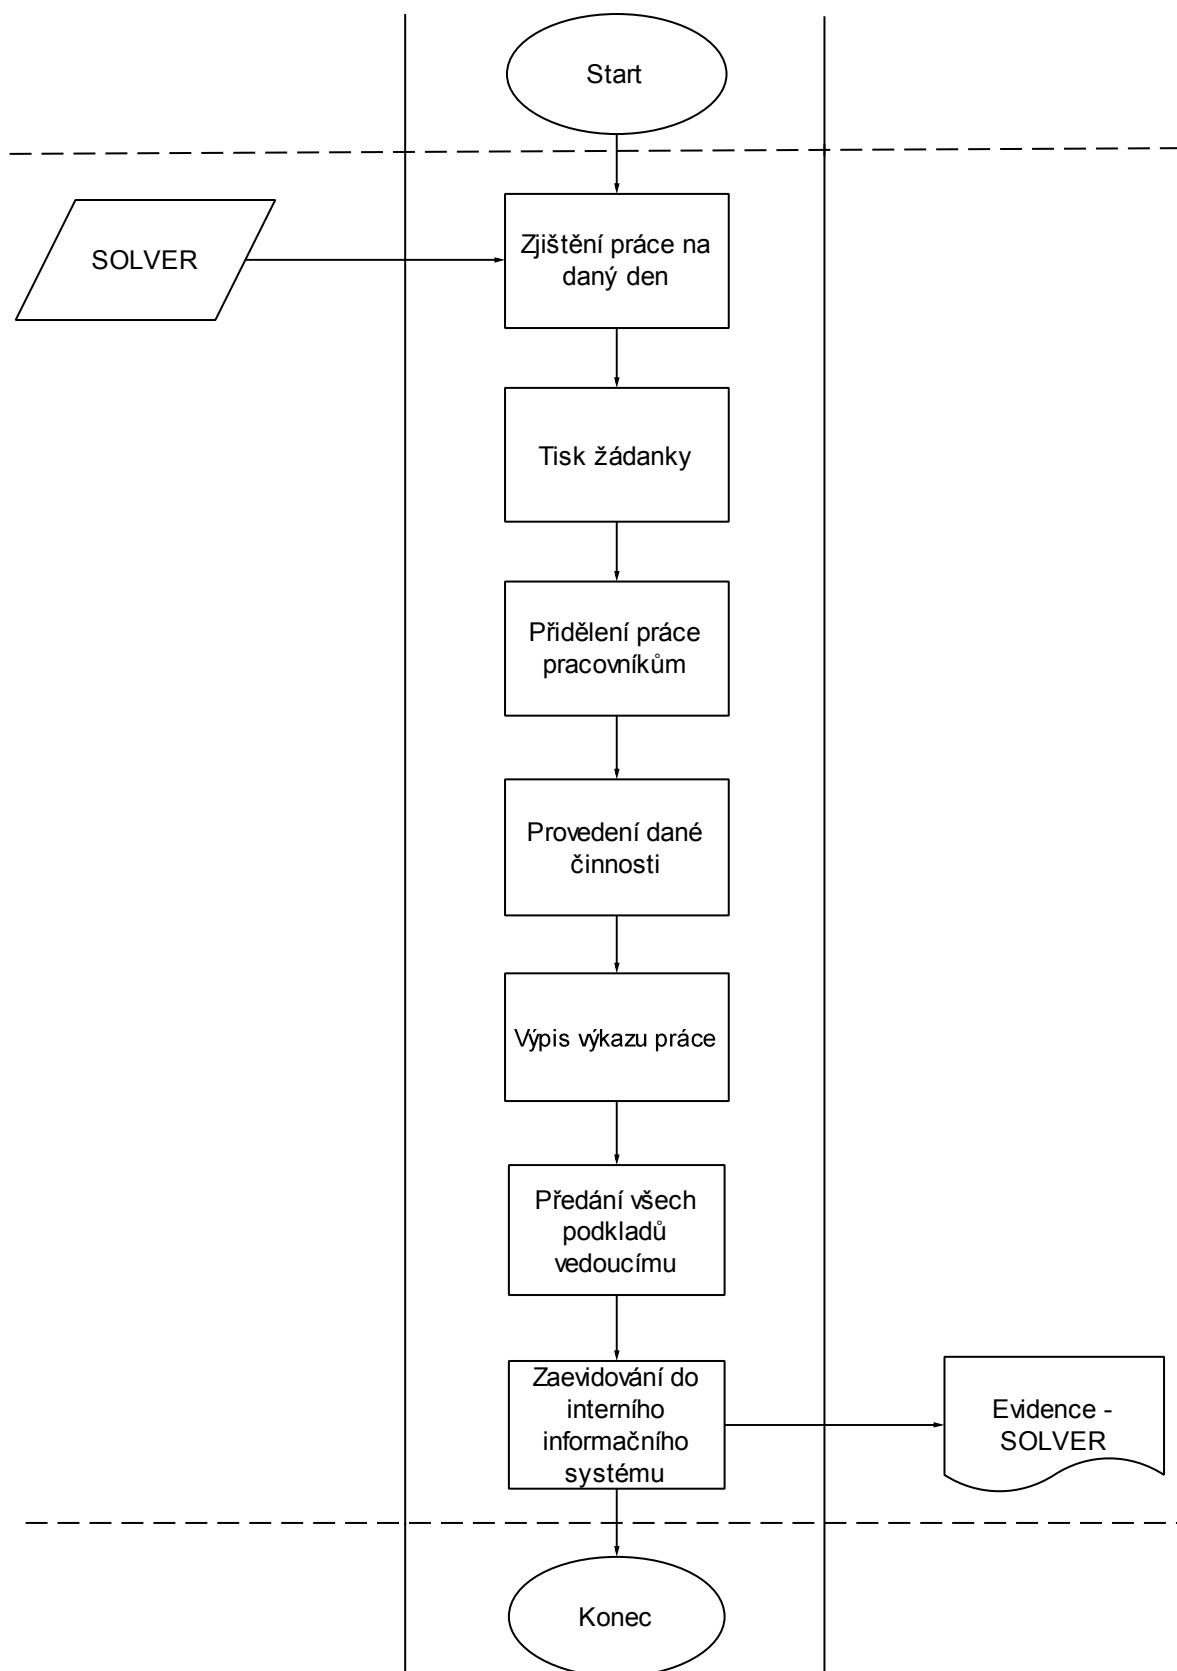 Start
SOLVER
Zjištění práce na
daný den
Tisk žádanky
Přidělení práce
pracovníkům
Provedení dané
činnosti
Výpis výkazu práce
Předání všech
podkladů
vedoucímu
Zaevidování do
interního
informačního
systému
Evidence -
SOLVER
Konec